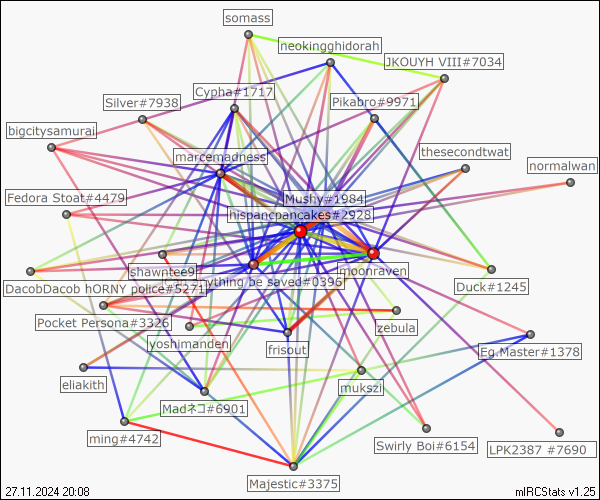 somass
neokingghidorah
JKOUYH VIII#7034
Cypha#1717
Silver#7938
Pikabro#9971
bigcitysamurai
marcemadness
thesecondtwat
normalwan
Mushy#1984
Fedora Stoat#4479
hispancpancakes#2928
shawntee9
moonraven
DacobDacob hORNY police#5271
ything be saved#0396
Duck#1245
Pocket Persona#3326
zebula
yoshimanden
frisout
Eg.Master#1378
eliakith
mukszi
Madネコ#6901
ming#4742
Swirly Boi#6154
LPK2387 #7690
Majestic#3375
27.11.2024 20:08
mIRCStats v1.25